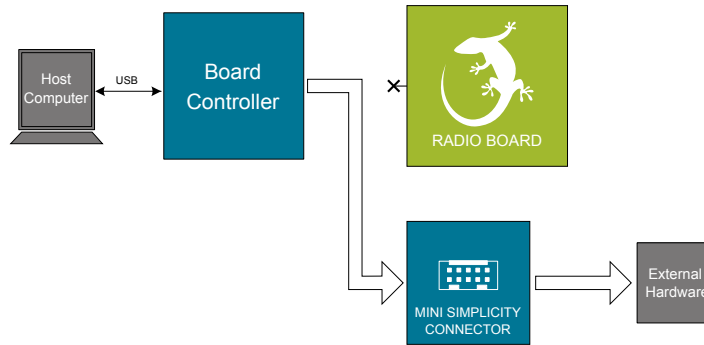 Host
Computer
USB
Board
Controller
RADIO BOARD
MINI SIMPLICITY
CONNECTOR
External
Hardware